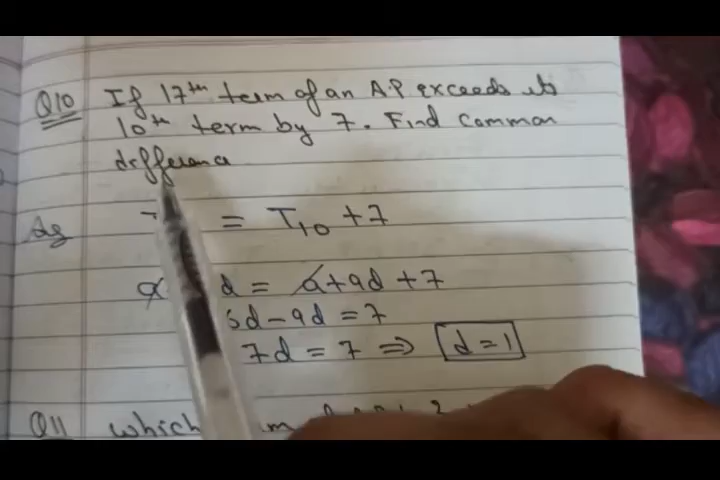 Q10 If 17th term of an A.P exceeds its
10th term by 7. Find common
difference
= T10 + 7
d = a + 9d + 7
6d - 9d = 7
7d = 7 ⇒ d = 1
Q11 which